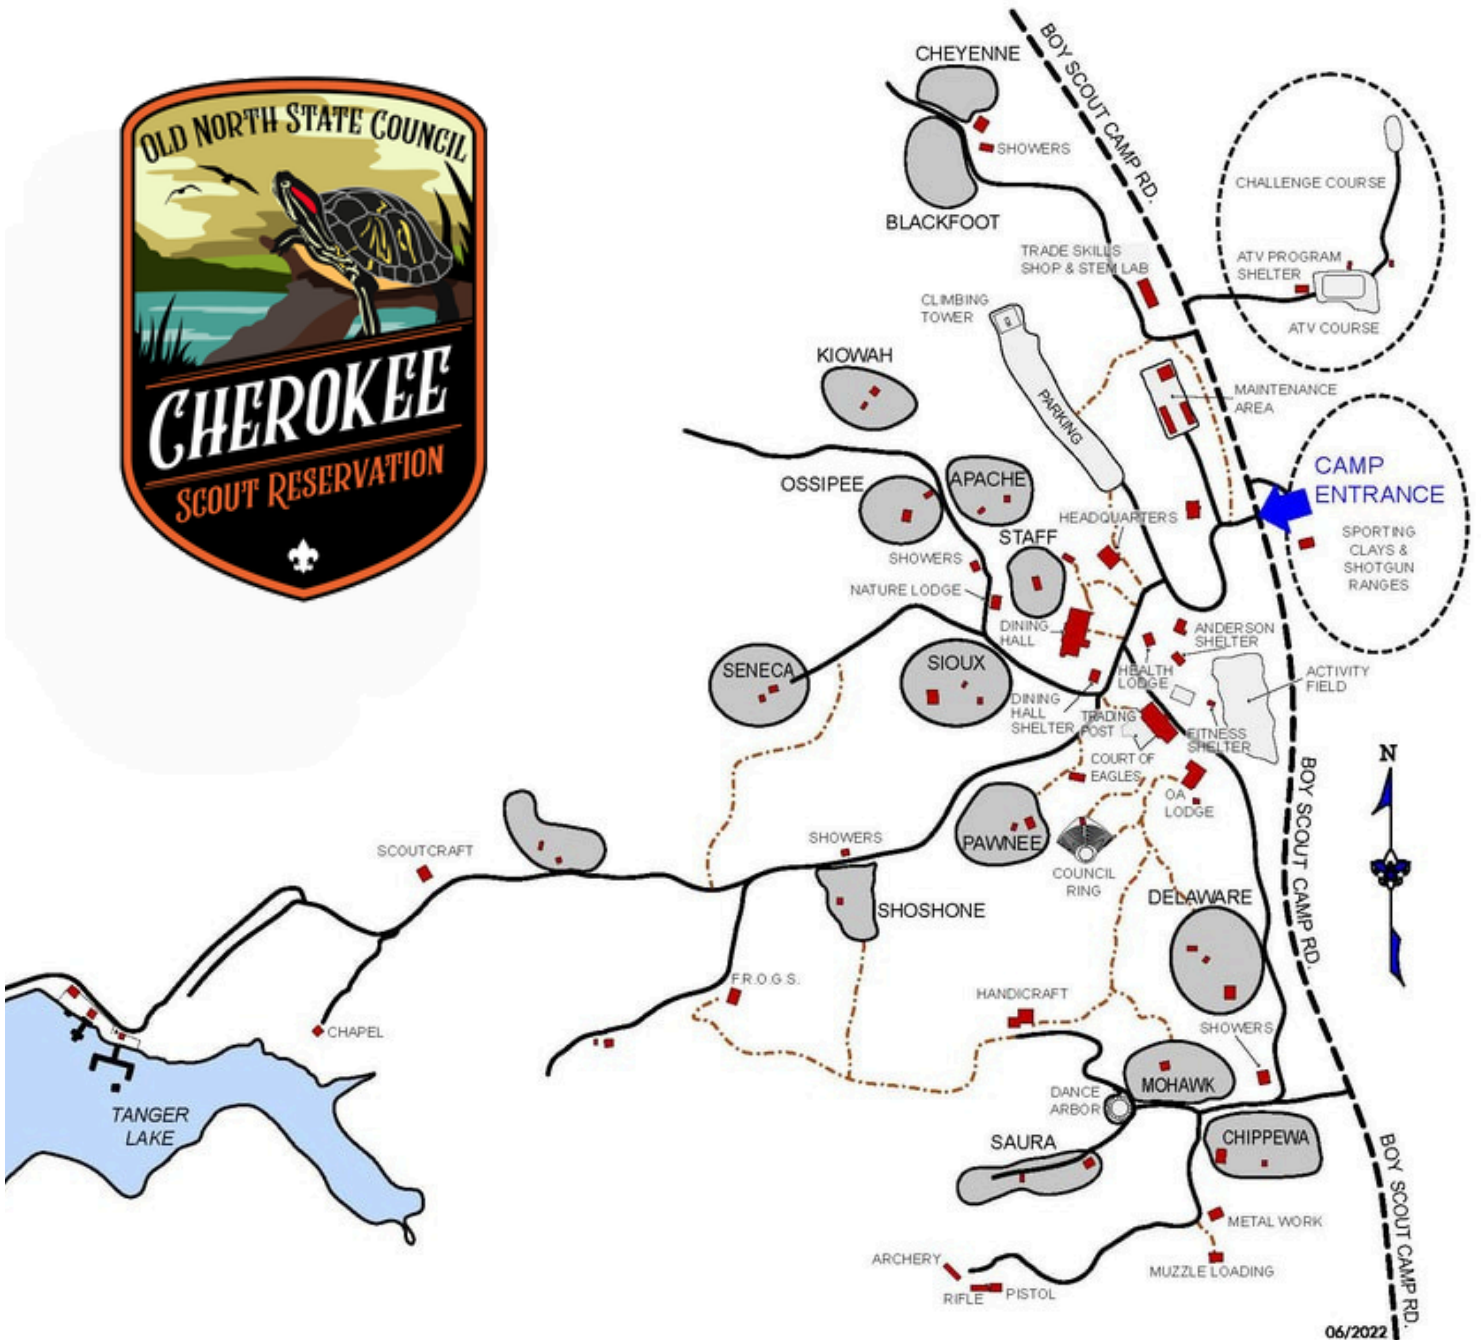 OLD NORTH STATE COUNCIL
CHEROKEE
SCOUT RESERVATION
CHEYENNE
SHOWERS
BLACKFOOT
BOY SCOUT CAMP RD.
CHALLENGE COURSE
ATV PROGRAM
SHELTER
ATV COURSE
TRADE SKILLS
SHOP & STEM LAB
CLIMBING
TOWER
KIOWAH
PARKING
MAINTENANCE
AREA
CAMP
ENTRANCE
SPORTING
CLAYS &
SHOTGUN
RANGES
OSSIPEE
APACHE
HEADQUARTERS
STAFF
SHOWERS
NATURE LODGE
DINING
HALL
ANDERSON
SHELTER
HEALTH
LODGE
SENECA
SIOUX
ACTIVITY
FIELD
DINING
HALL
SHELTER
TRADING
POST
FITNESS
SHELTER
COURT OF
EAGLES
OA
LODGE
N
BOY SCOUT CAMP RD.
PAWNEE
COUNCIL
RING
SHOWERS
SCOUTCRAFT
SHOSHONE
DELAWARE
F.R.O.G.S.
HANDICRAFT
SHOWERS
CHAPEL
TANGER
LAKE
MOHAWK
DANCE
ARBOR
SAURA
CHIPPEWA
BOY SCOUT CAMP RD.
METAL WORK
MUZZLE LOADING
ARCHERY
RIFLE
PISTOL
06/2022